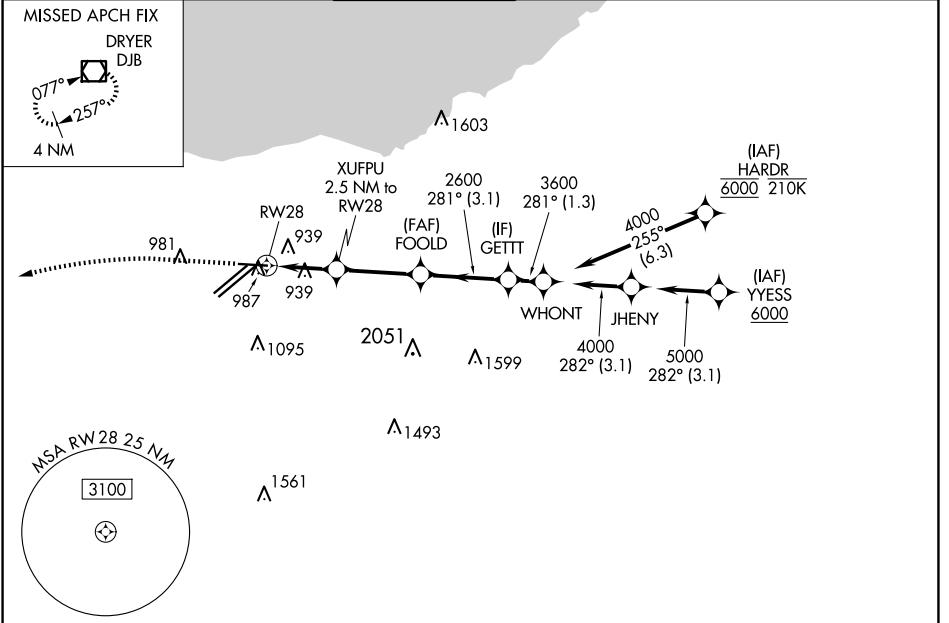 MISSED APCH FIX
DRYER
DJB
077°
257°
4 NM
1603
(IAF)
HARDR
6000 210K
XUFPU
2.5 NM to
RW28
2600
281° (3.1)
3600
281° (1.3)
4000
255°
(6.3)
RW28
(FAF)
FOOLD
(IF)
GETTT
981
939
939
987
WHONT
JHENY
(IAF)
YYESS
6000
4000
282° (3.1)
5000
282° (3.1)
1095
2051
1599
1493
1561
MSA RW28 25 NM
3100